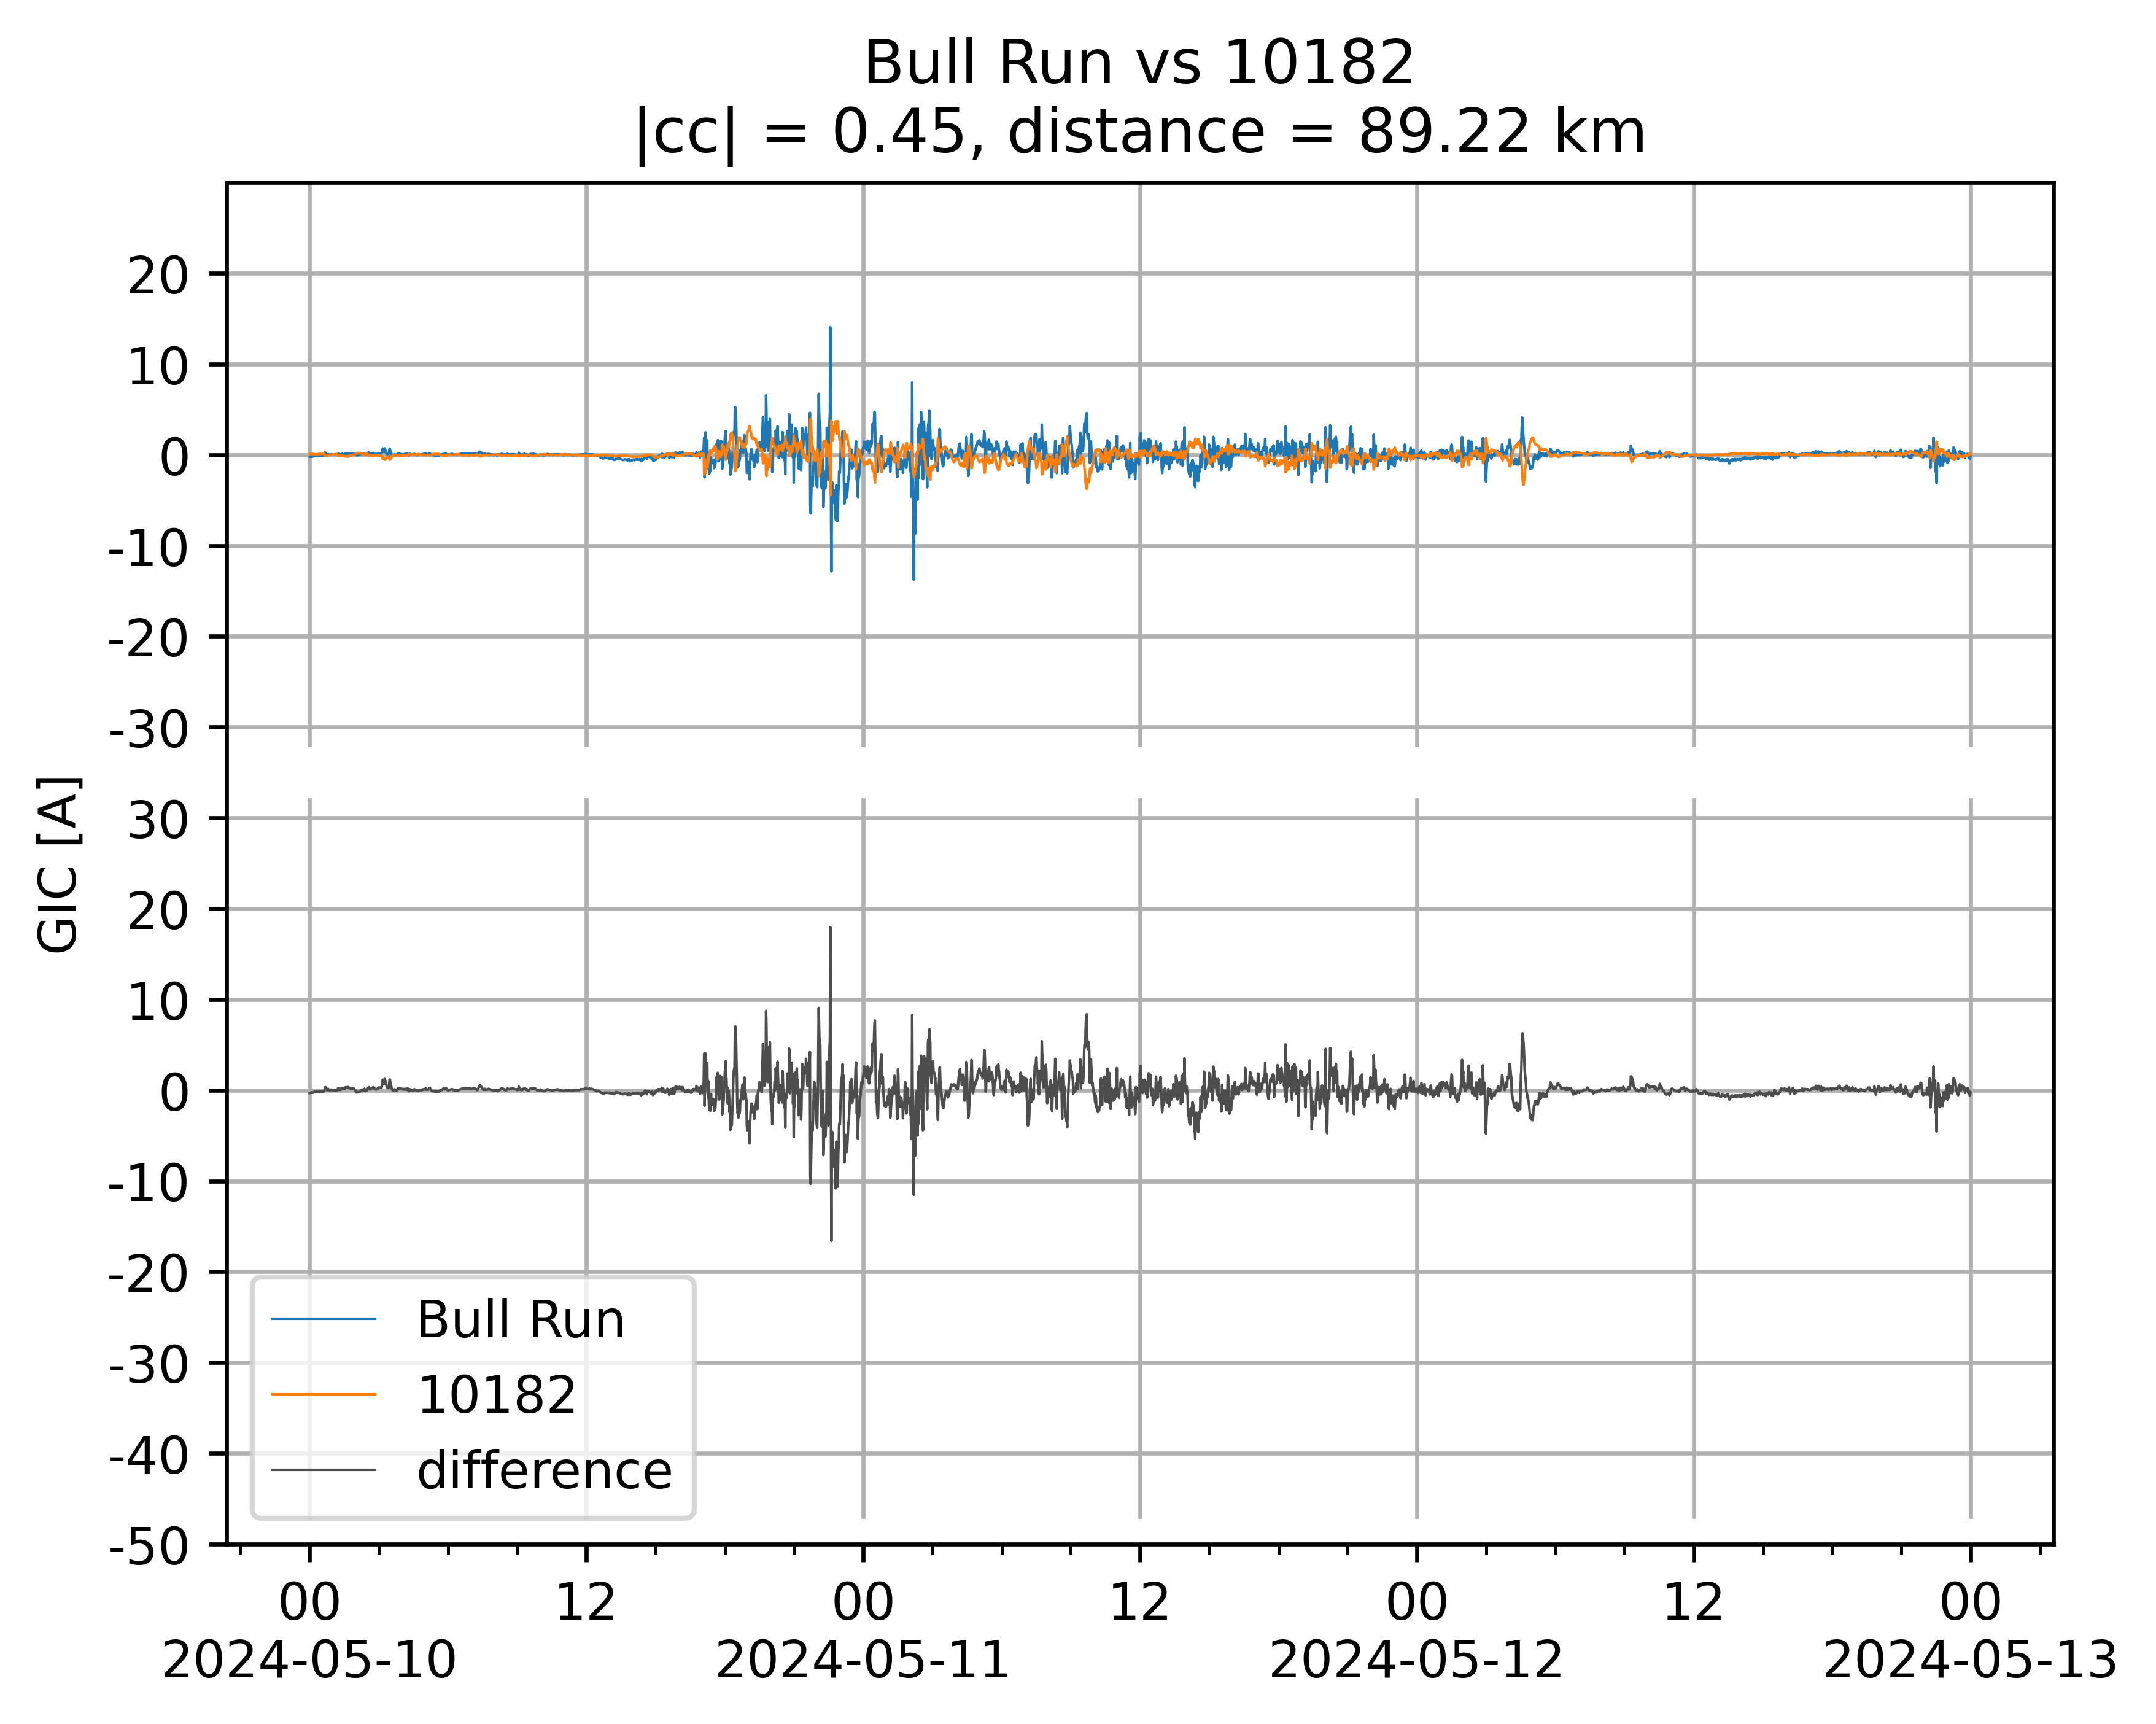 Bull Run vs 10182
|cc| = 0.45, distance = 89.22 km
GIC [A]
20
10
0
-10
-20
-30
30
20
10
0
-10
-20
-30
-40
-50
Bull Run
10182
difference
00 12 00 12 00 12 00
2024-05-10 2024-05-11 2024-05-12 2024-05-13